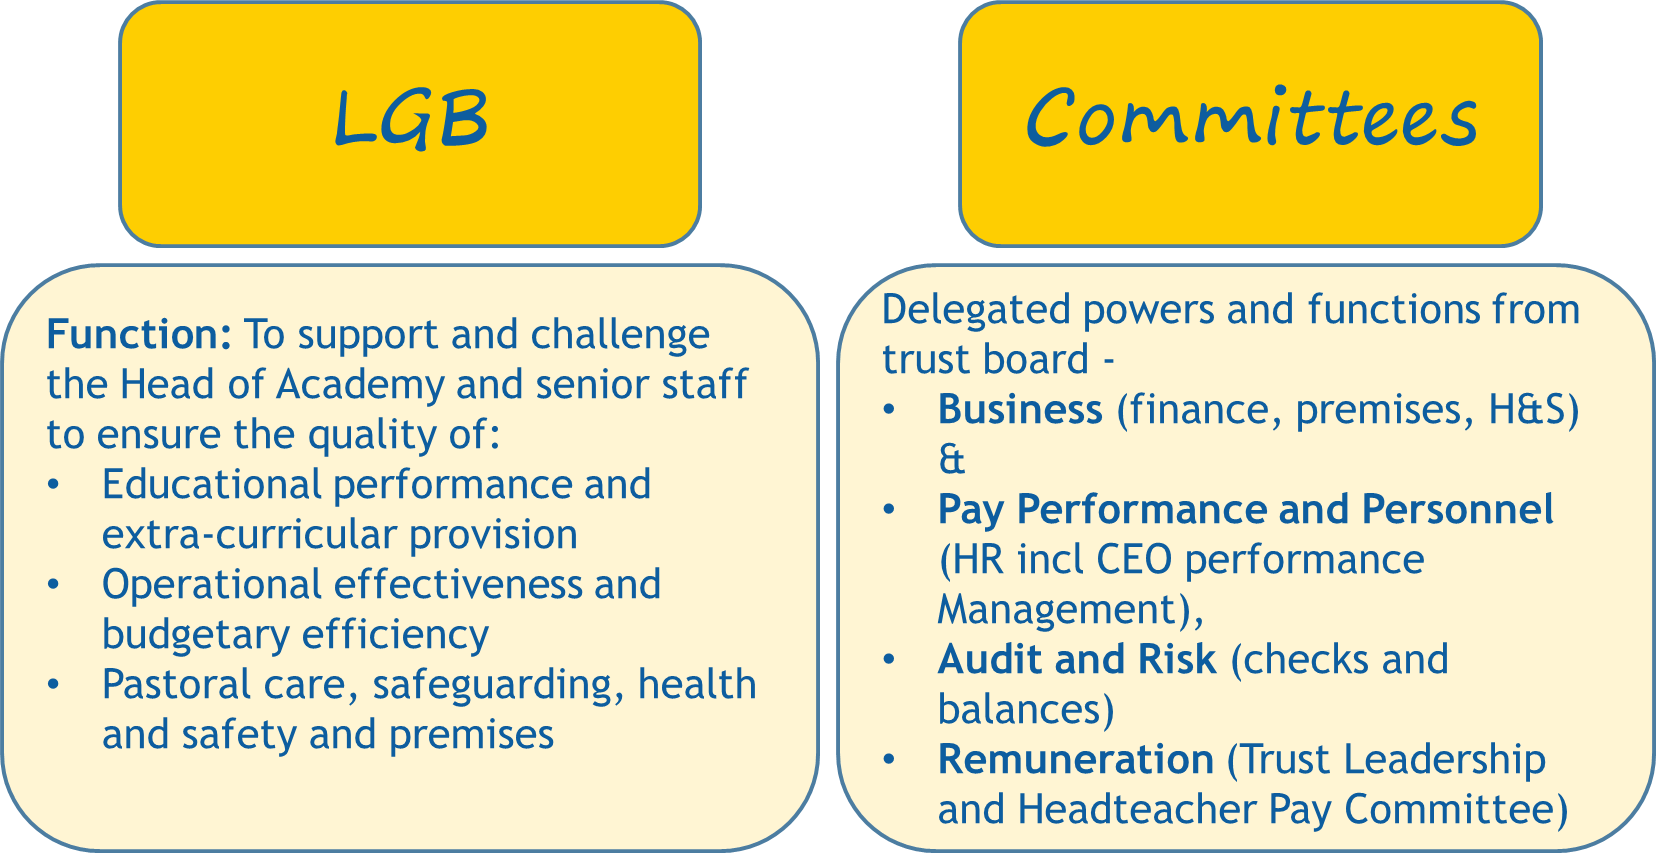 LGB
Function: To support and challenge
the Head of Academy and senior staff
to ensure the quality of:
• Educational performance and
extra-curricular provision
• Operational effectiveness and
budgetary efficiency
• Pastoral care, safeguarding, health
and safety and premises
Committees
Delegated powers and functions from
trust board -
• Business (finance, premises, H&S)
&
• Pay Performance and Personnel
(HR incl CEO performance
Management),
• Audit and Risk (checks and
balances)
• Remuneration (Trust Leadership
and Headteacher Pay Committee)